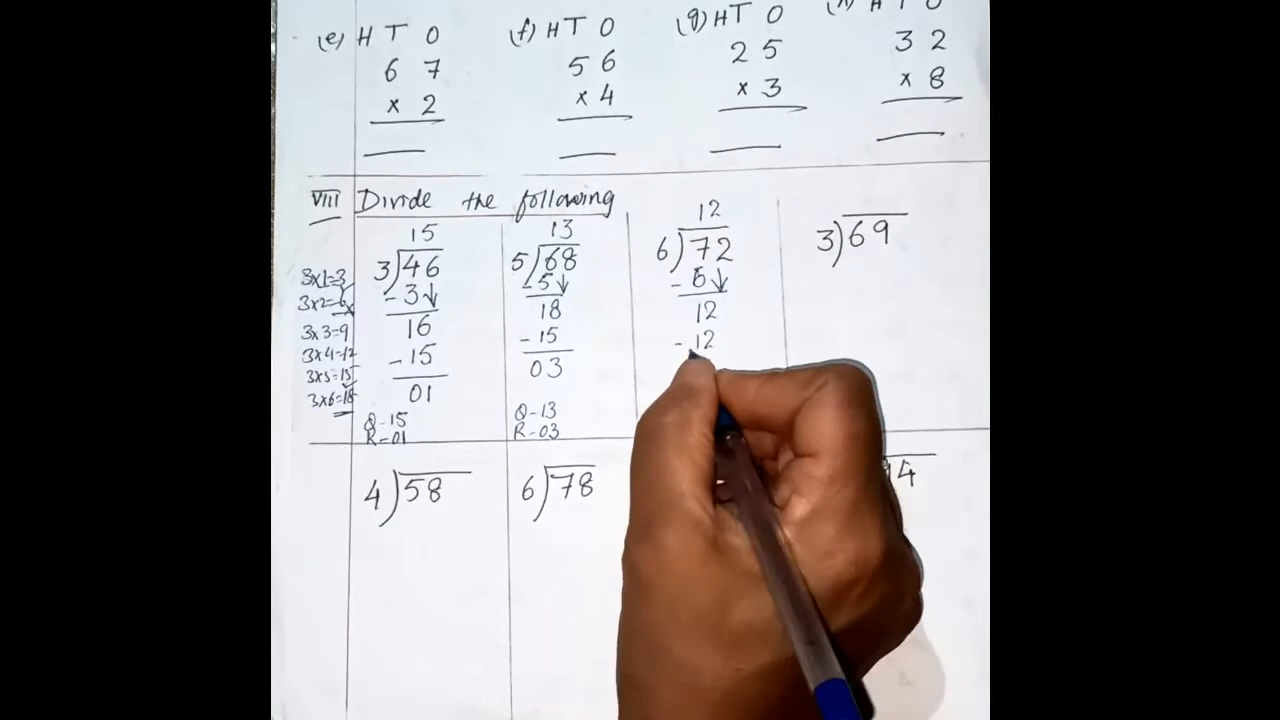 (e) H T O
6 7
× 2
(f) H T O
5 6
× 4
(g) H T O
2 5
× 3
3 2
× 8
VIII Divide the following
15
3)46
-3↓
16
-15
01
Q-15
R-01
3x1=3
3x2=6
3x3=9
3x4=12
3x5=15
3x6=18
13
5)68
-5↓
18
-15
03
Q-13
R-03
12
6)72
-6↓
12
-12
3)69
4)58
6)78